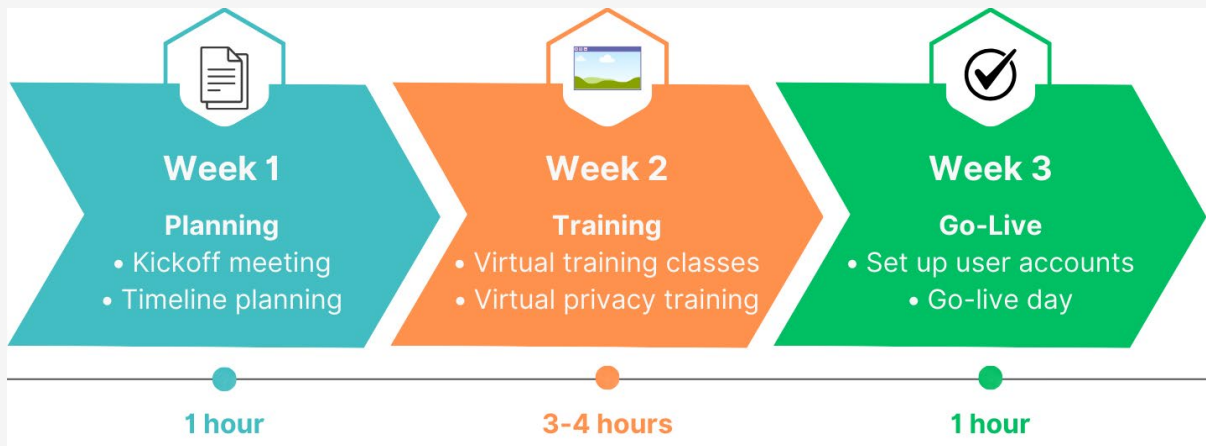 Week 1
Planning
• Kickoff meeting
• Timeline planning
1 hour
Week 2
Training
• Virtual training classes
• Virtual privacy training
3-4 hours
Week 3
Go-Live
• Set up user accounts
• Go-live day
1 hour